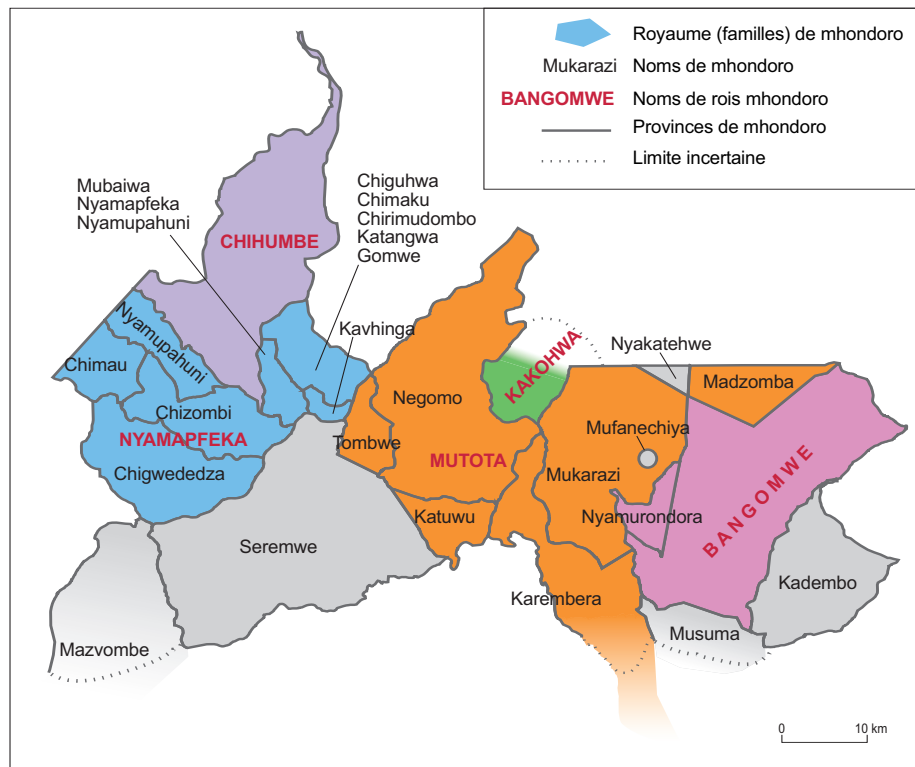 Royaume (familles) de mhondoro
Mukarazi Noms de mhondoro
BANGOMWE Noms de rois mhondoro
Provinces de mhondoro
Limite incertaine
Mubaiwa
Nyamapfeka
Nyamupahuni
Chiguhwa
Chimaku
Chirimudombo
Katangwa
Gomwe
CHIHUMBE
Kavhinga
Nyamupahuni
Chimau
Chizombi
NYAMAPFEKA
Chigwededza
Negomo
Tombwe
MUTOTA
Katuwu
KAKOHWA
Nyakatehwe
Madzomba
Mufanechiya
Mukarazi
Nyamurondora
BANGOMWE
Seremwe
Karembera
Kadembo
Musuma
Mazvombe
0 10 km